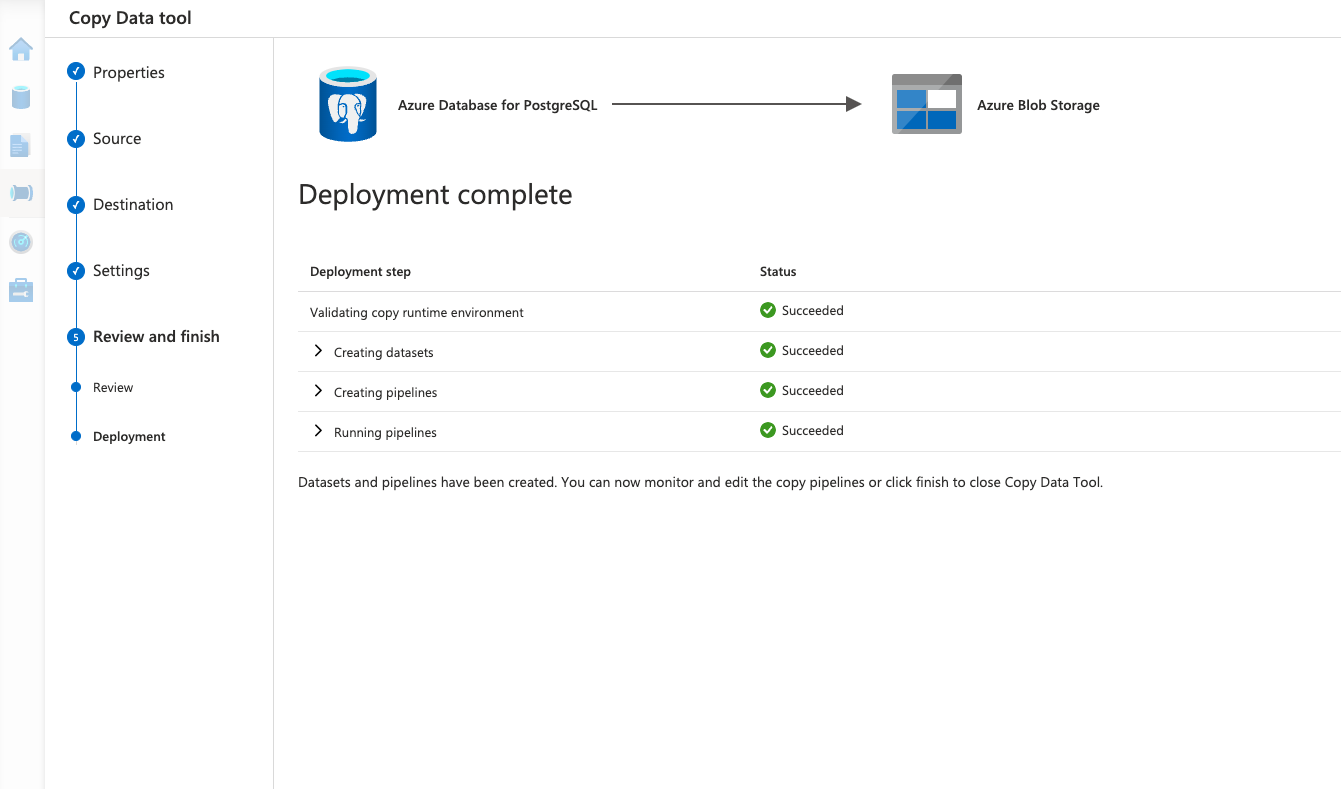 Copy Data tool
Properties
Source
Destination
Settings
5 Review and finish
Review
Deployment
Azure Database for PostgreSQL
Azure Blob Storage
Deployment complete
Deployment step Status
Validating copy runtime environment Succeeded
Creating datasets Succeeded
Creating pipelines Succeeded
Running pipelines Succeeded
Datasets and pipelines have been created. You can now monitor and edit the copy pipelines or click finish to close Copy Data Tool.